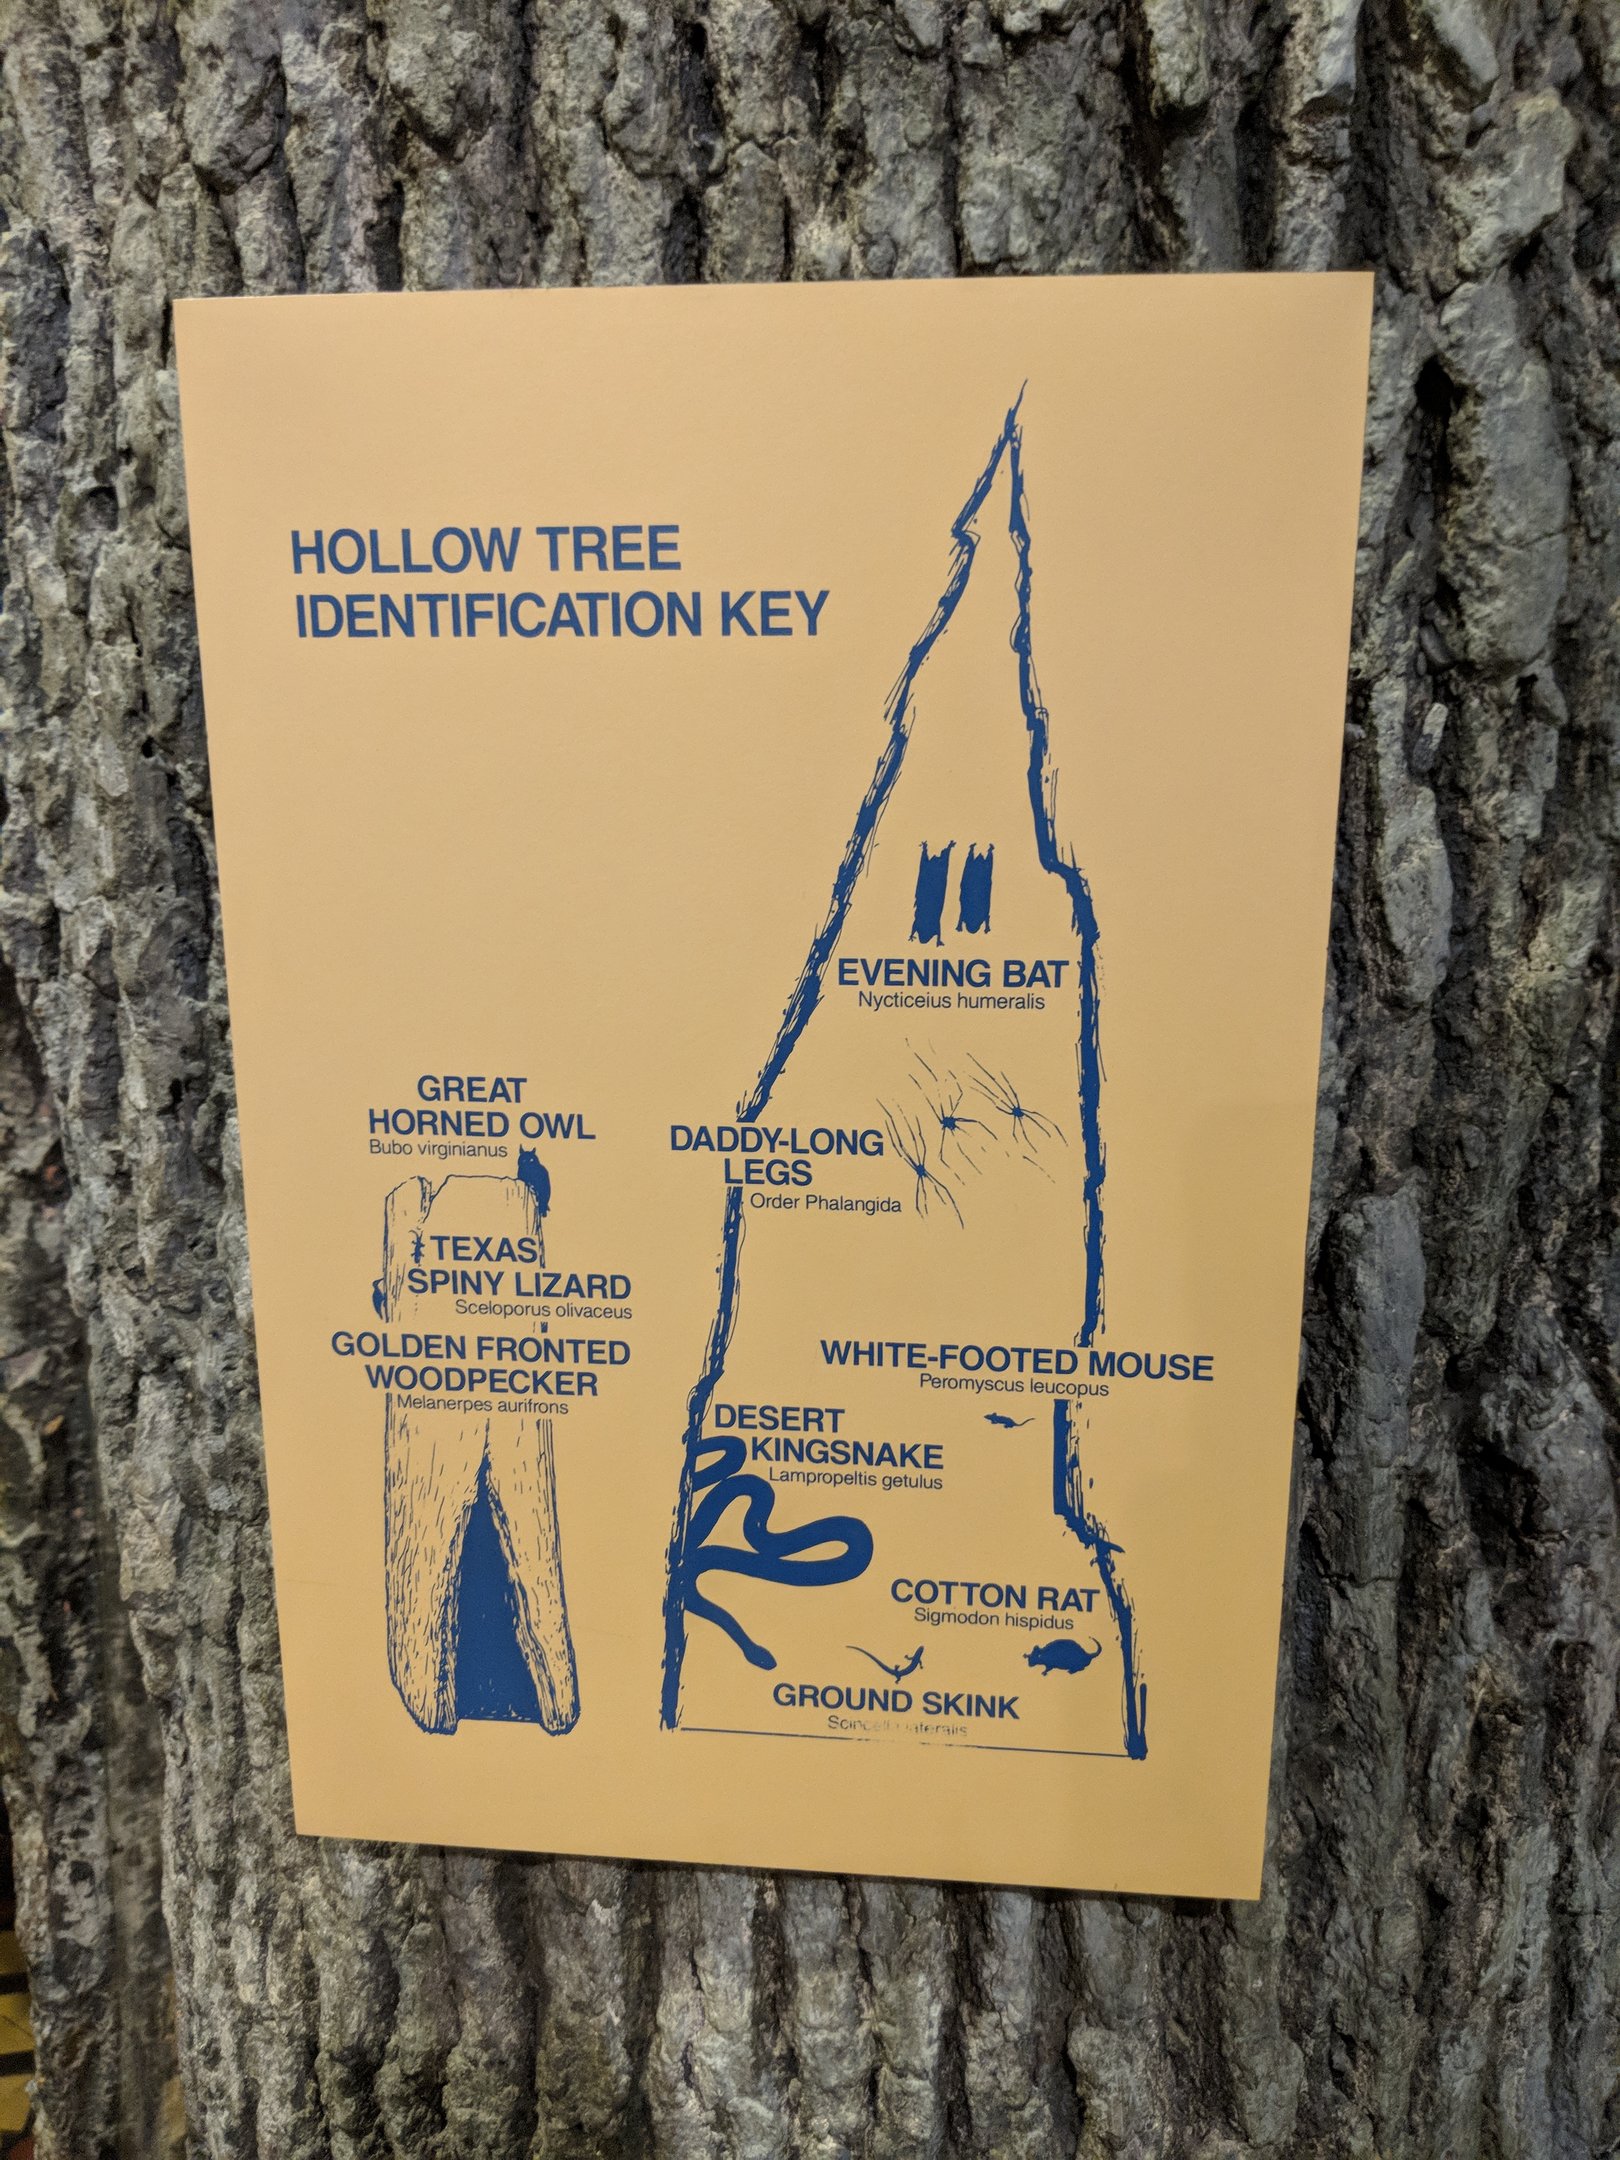 HOLLOW TREE
IDENTIFICATION KEY
EVENING BAT
Nycticeius humeralis
GREAT
HORNED OWL
Bubo virginianus
DADDY-LONG
LEGS
Order Phalangida
TEXAS
SPINY LIZARD
Sceloporus olivaceus
GOLDEN FRONTED
WOODPECKER
Melanerpes aurifrons
WHITE-FOOTED MOUSE
Peromyscus leucopus
DESERT
KINGSNAKE
Lampropeltis getulus
COTTON RAT
Sigmodon hispidus
GROUND SKINK
lateralis